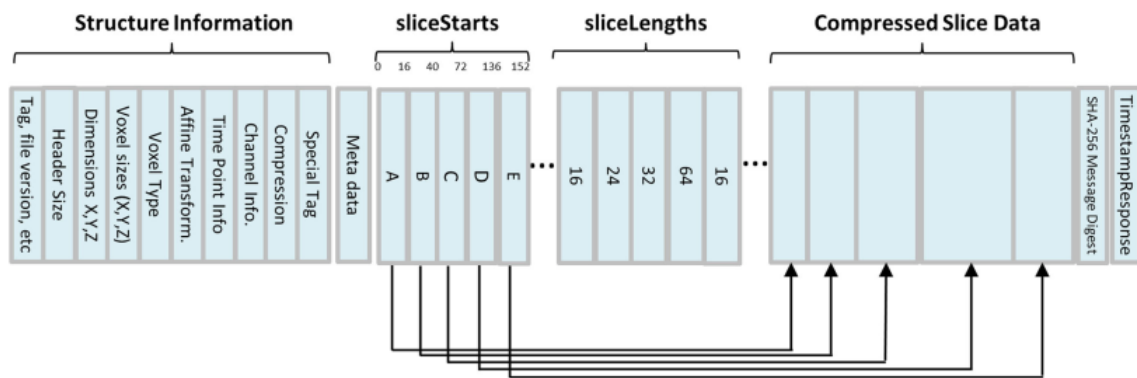 Structure Information
sliceStarts
sliceLengths
Compressed Slice Data
0 16 40 72 136 152
Tag, file version, etc
Header Size
Dimensions X,Y,Z
Voxel sizes (X,Y,Z)
Voxel Type
Affine Transform.
Time Point Info
Channel Info.
Compression
Special Tag
Meta data
A
B
C
D
E
...
16
24
32
64
16
...
SHA-256 Message Digest
TimestampResponse